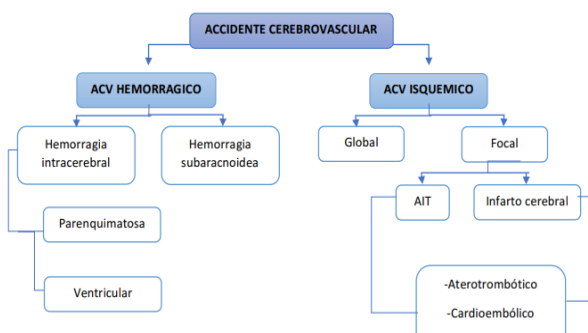 ACCIDENTE CEREBROVASCULAR
ACV HEMORRAGICO
ACV ISQUEMICO
Hemorragia
intracerebral
Hemorragia
subaracnoidea
Global
Focal
Parenquimatosa
Ventricular
AIT
Infarto cerebral
-Aterotrombótico
-Cardioembólico